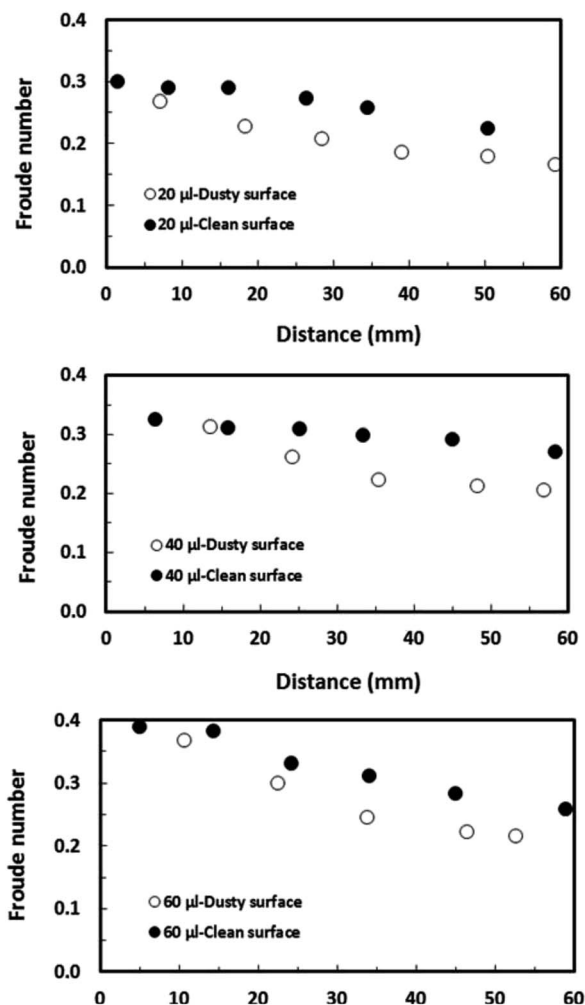 0.4
0.3
0.2
0.1
0.0
Froude number
20 µl-Dusty surface
20 µl-Clean surface
0 10 20 30 40 50 60
Distance (mm)
0.4
0.3
0.2
0.1
0.0
Froude number
40 µl-Dusty surface
40 µl-Clean surface
0 10 20 30 40 50 60
Distance (mm)
0.4
0.3
0.2
0.1
0.0
Froude number
60 µl-Dusty surface
60 µl-Clean surface
0 10 20 30 40 50 60